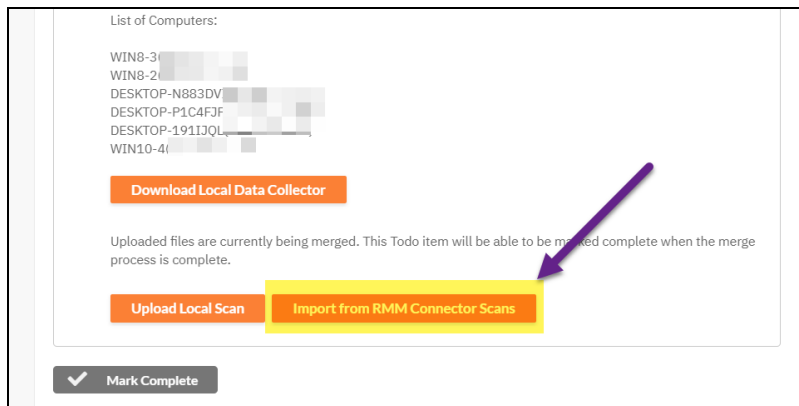 List of Computers:
WIN8-3
WIN8-2
DESKTOP-N883DV
DESKTOP-P1C4FJF
DESKTOP-191IJQL
WIN10-4
Download Local Data Collector
Uploaded files are currently being merged. This Todo item will be able to be marked complete when the merge
process is complete.
Upload Local Scan Import from RMM Connector Scans
Mark Complete